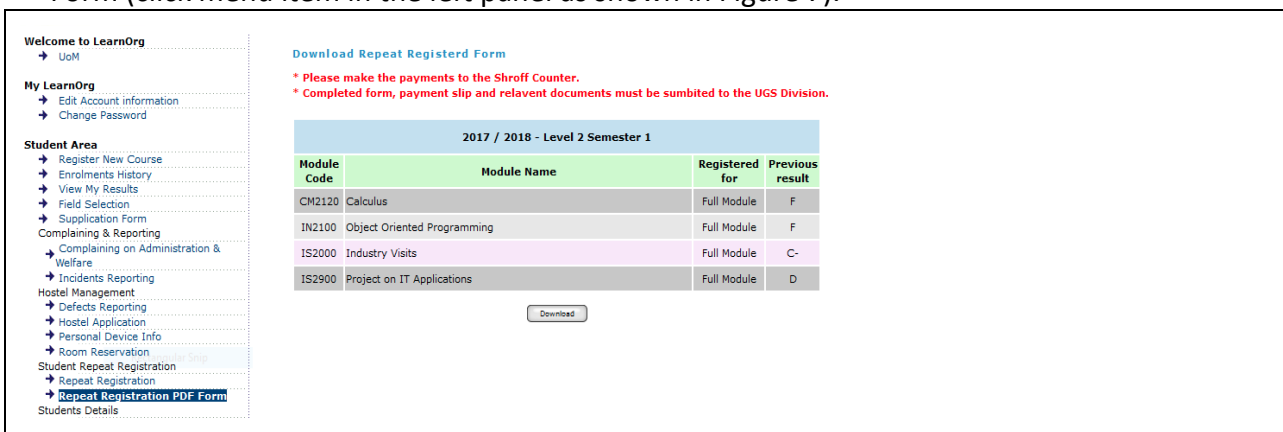 Form (click menu item in the left panel as shown in Figure 7).
Welcome to LearnOrg
UoM
My LearnOrg
Edit Account information
Change Password
Student Area
Register New Course
Enrolments History
View My Results
Field Selection
Supplication Form
Complaining & Reporting
Complaining on Administration &
Welfare
Incidents Reporting
Hostel Management
Defects Reporting
Hostel Application
Personal Device Info
Room Reservation
Student Repeat Registration
Repeat Registration
Repeat Registration PDF Form
Students Details
Download Repeat Registerd Form
* Please make the payments to the Shroff Counter.
* Completed form, payment slip and relavent documents must be sumbited to the UGS Division.
2017 / 2018 - Level 2 Semester 1
Module Code Module Name Registered for Previous result
CM2120 Calculus Full Module F
IN2100 Object Oriented Programming Full Module F
IS2000 Industry Visits Full Module C-
IS2900 Project on IT Applications Full Module D
Download